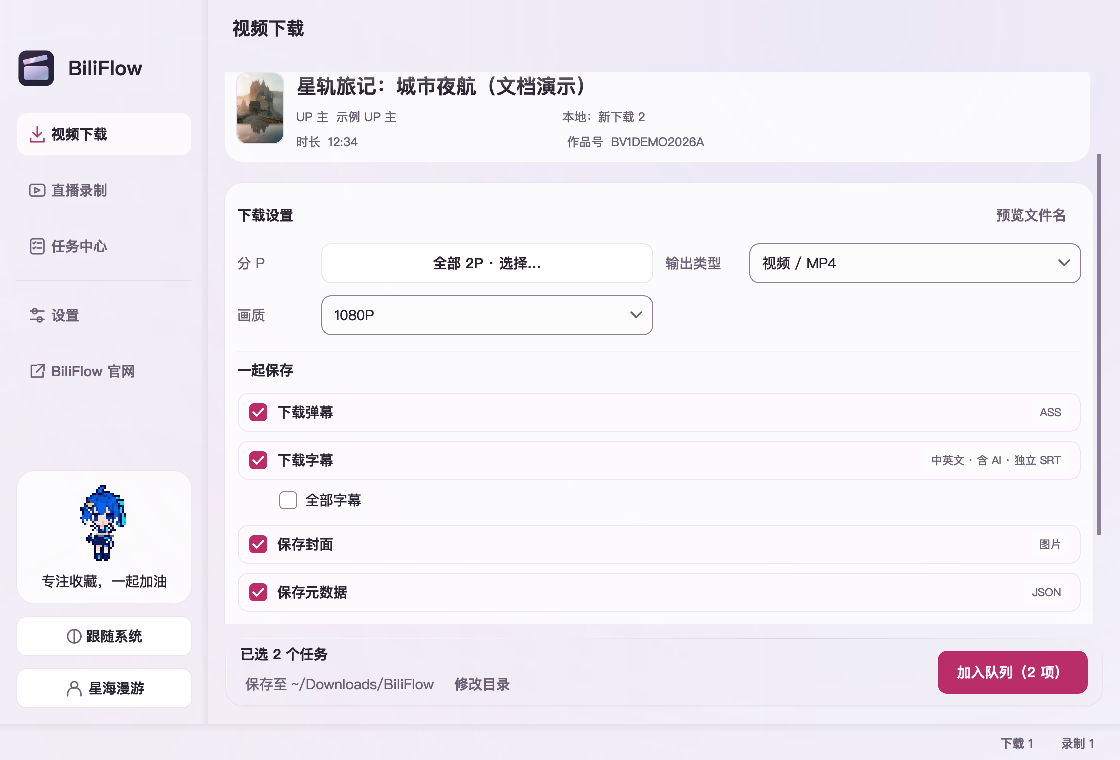 BiliFlow
视频下载
直播录制
任务中心
设置
BiliFlow 官网
专注收藏，一起加油
跟随系统
星海漫游
视频下载
星轨旅记：城市夜航（文档演示）
UP 主 示例 UP 主
本地：新下载 2
时长 12:34
作品号 BV1DEMO2026A
下载设置
预览文件名
分 P
全部 2P · 选择...
输出类型
视频 / MP4
画质
1080P
一起保存
下载弹幕
ASS
下载字幕
中英文 · 含 AI · 独立 SRT
全部字幕
保存封面
图片
保存元数据
JSON
已选 2 个任务
保存至 ~/Downloads/BiliFlow
修改目录
加入队列（2 项）
下载 1
录制 1